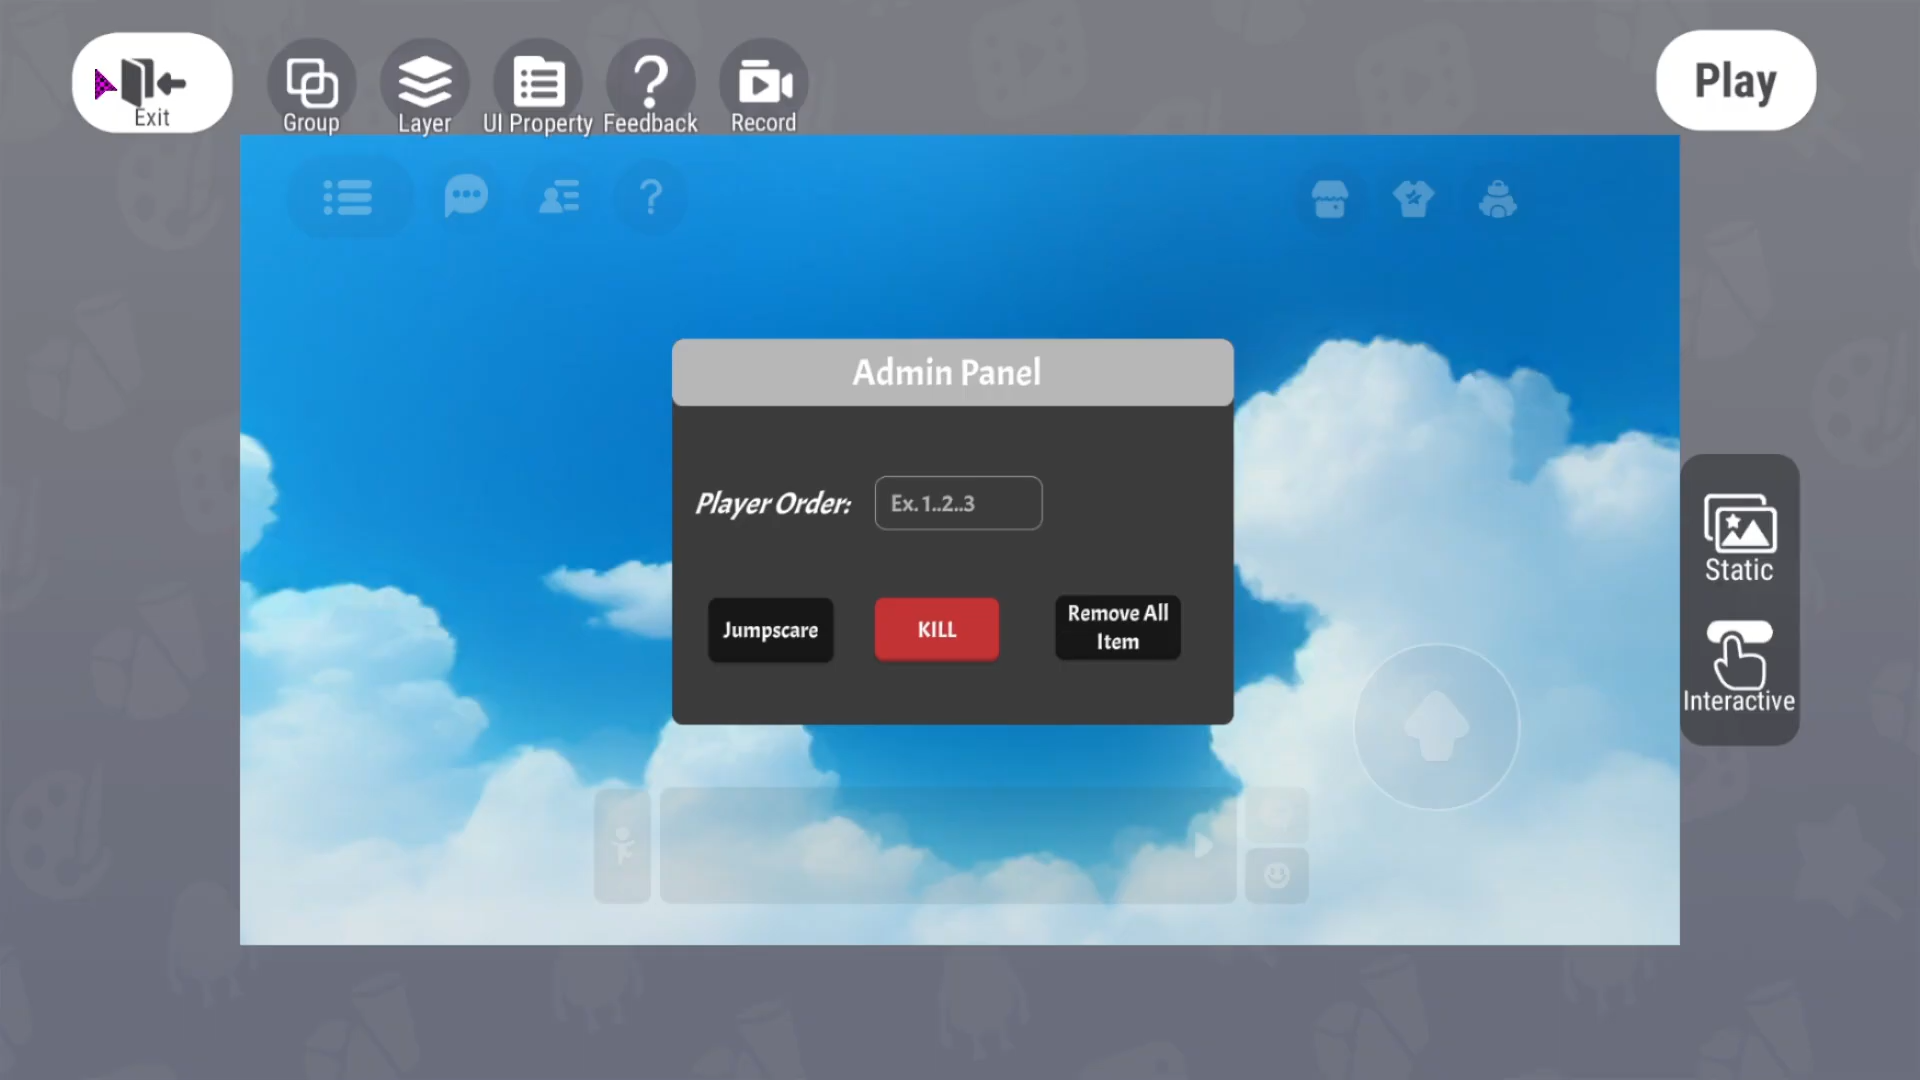 Exit
Group
Layer
UI Property
Feedback
Record
Play
Admin Panel
Player Order:
Ex. 1..2..3
Jumpscare
KILL
Remove All
Item
Static
Interactive